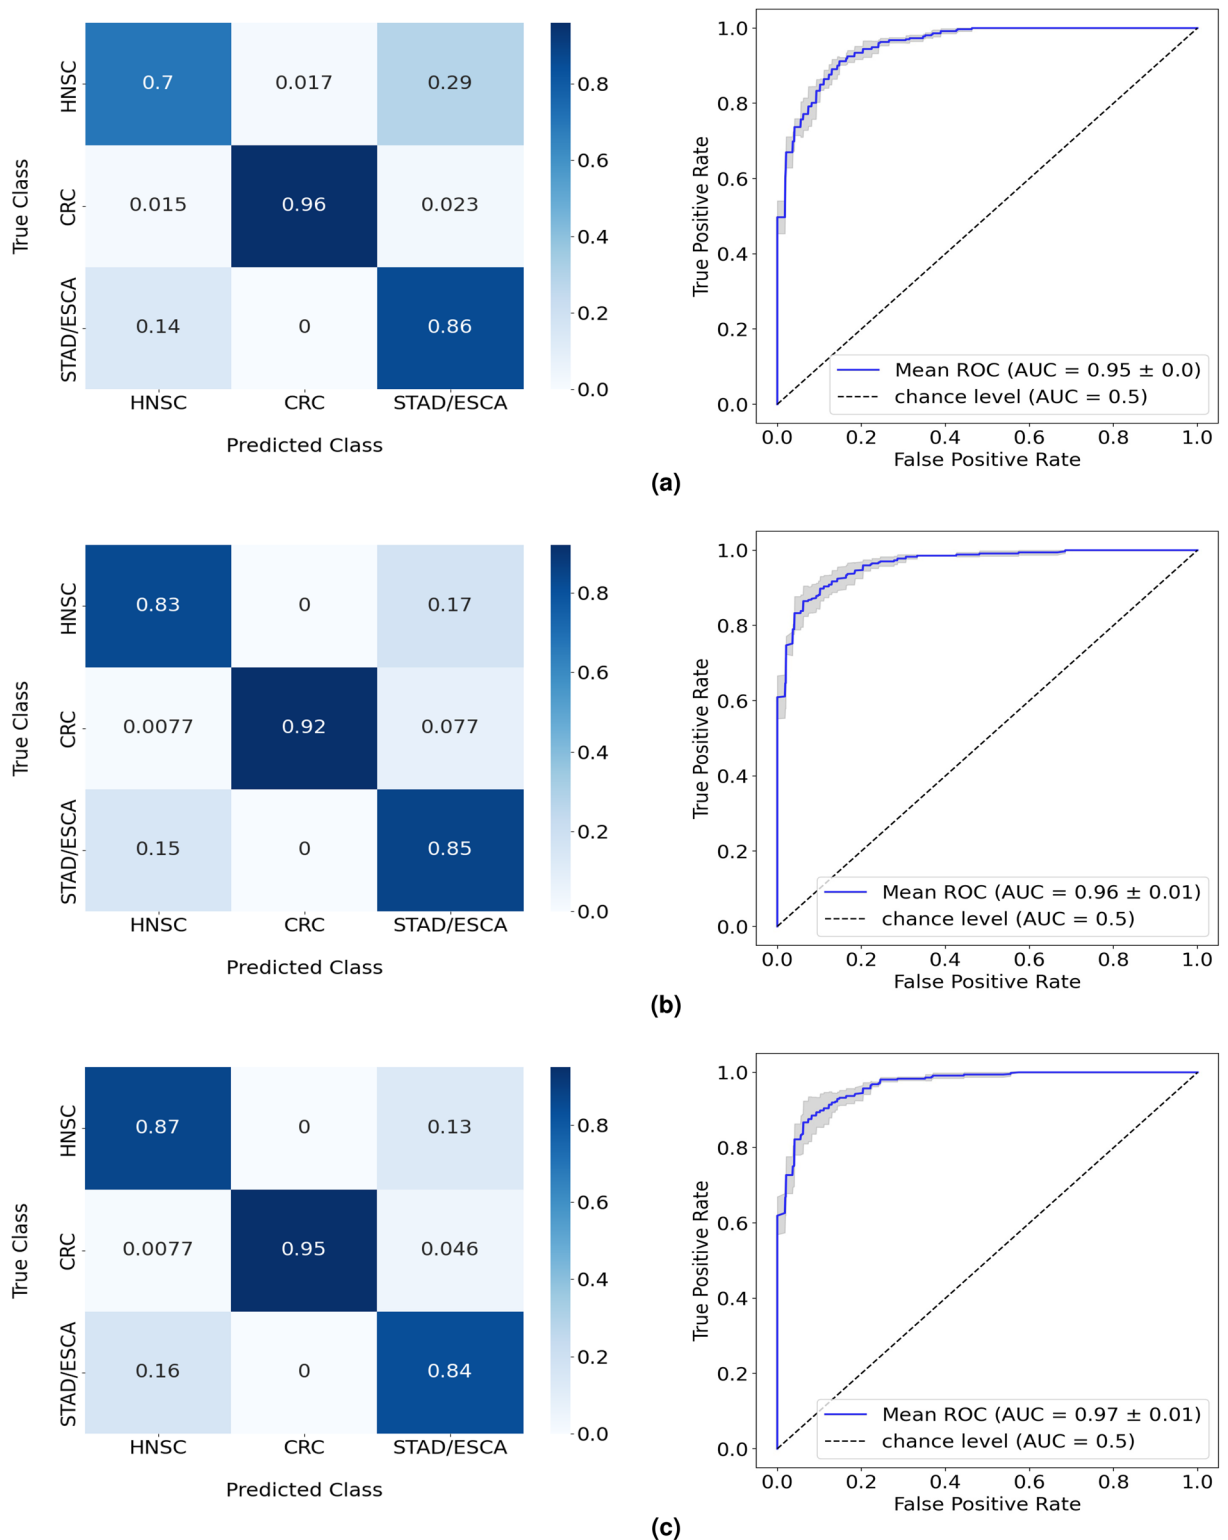 True Class
HNSC
0.7 0.017 0.29
CRC
0.015 0.96 0.023
STAD/ESCA
0.14 0 0.86
HNSC CRC STAD/ESCA
Predicted Class
0.8
0.6
0.4
0.2
0.0
True Positive Rate
1.0
0.8
0.6
0.4
0.2
0.0
Mean ROC (AUC = 0.95 ± 0.0)
chance level (AUC = 0.5)
0.0 0.2 0.4 0.6 0.8 1.0
False Positive Rate
(a)
True Class
HNSC
0.83 0 0.17
CRC
0.0077 0.92 0.077
STAD/ESCA
0.15 0 0.85
HNSC CRC STAD/ESCA
Predicted Class
0.8
0.6
0.4
0.2
0.0
True Positive Rate
1.0
0.8
0.6
0.4
0.2
0.0
Mean ROC (AUC = 0.96 ± 0.01)
chance level (AUC = 0.5)
0.0 0.2 0.4 0.6 0.8 1.0
False Positive Rate
(b)
True Class
HNSC
0.87 0 0.13
CRC
0.0077 0.95 0.046
STAD/ESCA
0.16 0 0.84
HNSC CRC STAD/ESCA
Predicted Class
0.8
0.6
0.4
0.2
0.0
True Positive Rate
1.0
0.8
0.6
0.4
0.2
0.0
Mean ROC (AUC = 0.97 ± 0.01)
chance level (AUC = 0.5)
0.0 0.2 0.4 0.6 0.8 1.0
False Positive Rate
(c)